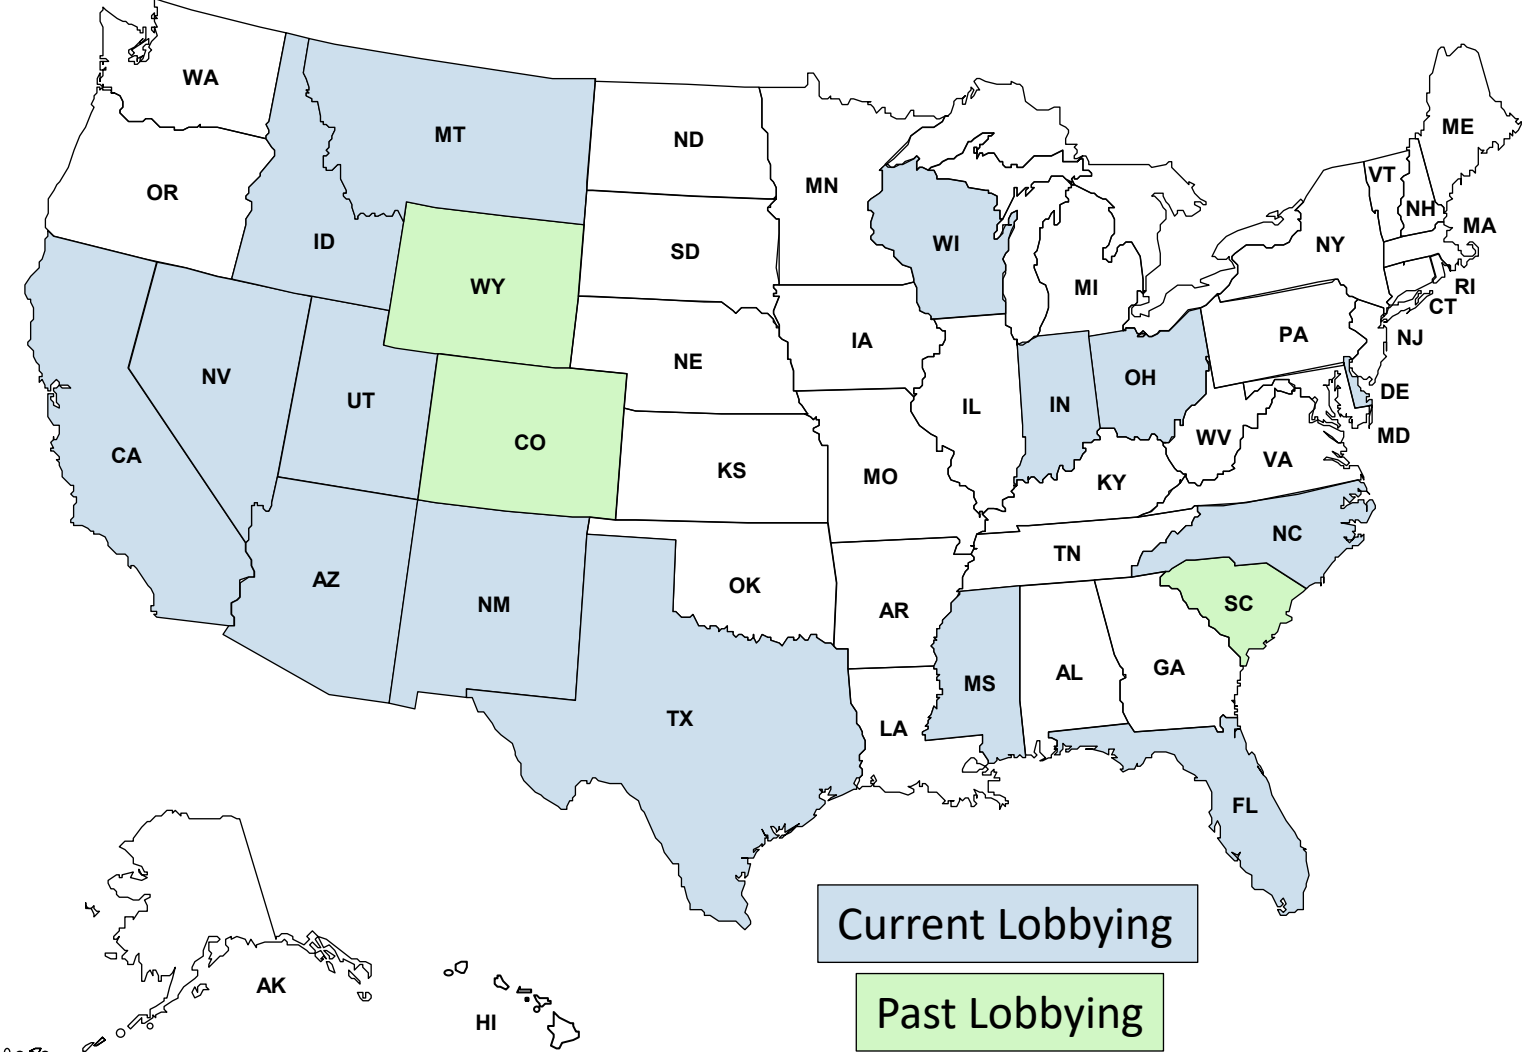 WA
MT
ND
ME
OR
MN
VT
NH
ID
WI
NY
MA
SD
WY
MI
RI
CT
IA
PA
NJ
NE
NV
UT
OH
DE
IL
IN
CO
WV
MD
CA
KS
MO
KY
VA
NC
TN
AZ
OK
NM
AR
SC
GA
AL
MS
TX
LA
FL
Current Lobbying
AK
Past Lobbying
HI